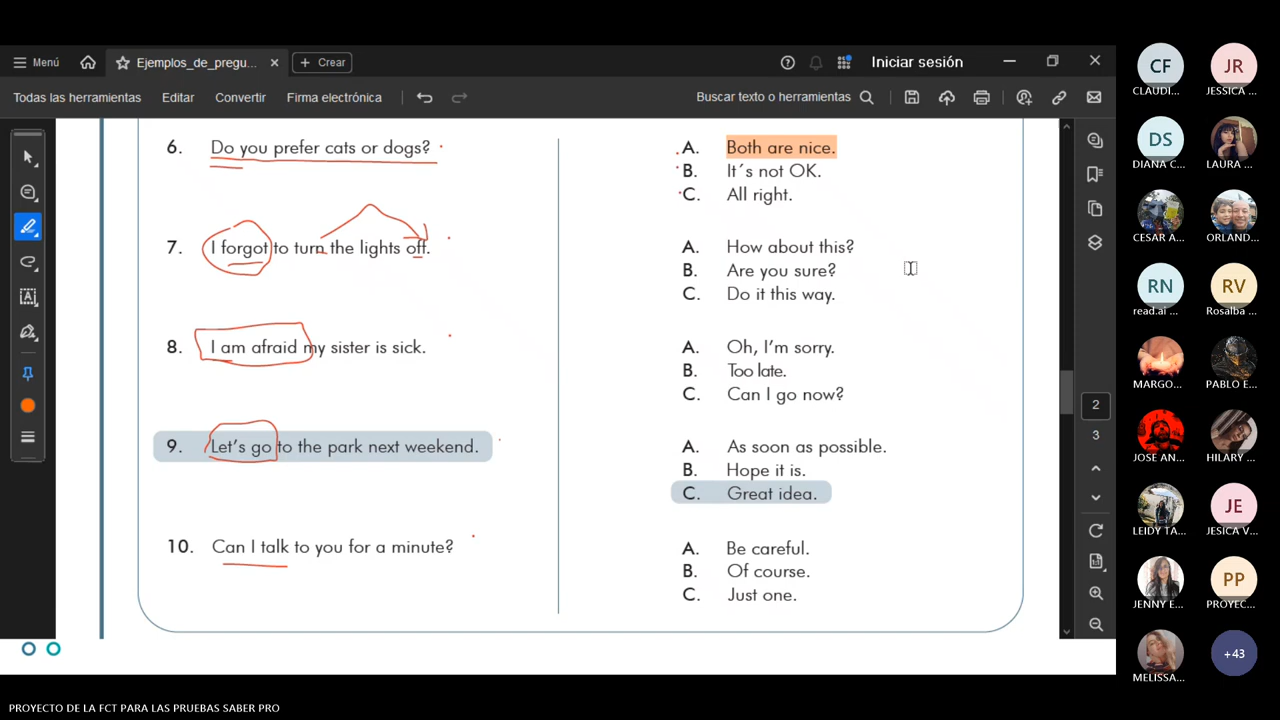 Menú
Ejemplos_de_pregu...
Crear
Iniciar sesión
Todas las herramientas
Editar
Convertir
Firma electrónica
Buscar texto o herramientas
6. Do you prefer cats or dogs?
A. Both are nice.
B. It´s not OK.
C. All right.
7. I forgot to turn the lights off.
A. How about this?
B. Are you sure?
C. Do it this way.
8. I am afraid my sister is sick.
A. Oh, I'm sorry.
B. Too late.
C. Can I go now?
9. Let's go to the park next weekend.
A. As soon as possible.
B. Hope it is.
C. Great idea.
10. Can I talk to you for a minute?
A. Be careful.
B. Of course.
C. Just one.
2
3
CF
CLAUDI...
JR
JESSICA ...
DS
DIANA C...
LAURA ...
CESAR A...
ORLAND...
RN
read.ai ...
RV
Rosalba ...
MARGO...
PABLO E...
JOSE AN...
HILARY ...
LEIDY TA...
JE
JESICA V...
JENNY E...
PP
PROYEC...
MELISSA...
+43
PROYECTO DE LA FCT PARA LAS PRUEBAS SABER PRO